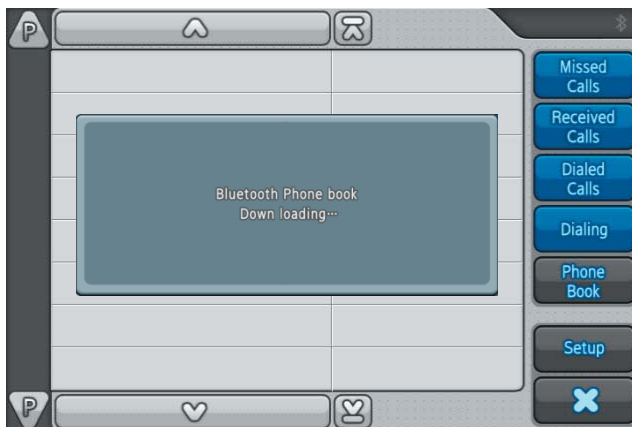 P
Missed
Calls
Received
Calls
Dialed
Calls
Bluetooth Phone book
Down loading…
Dialing
Phone
Book
Setup
P